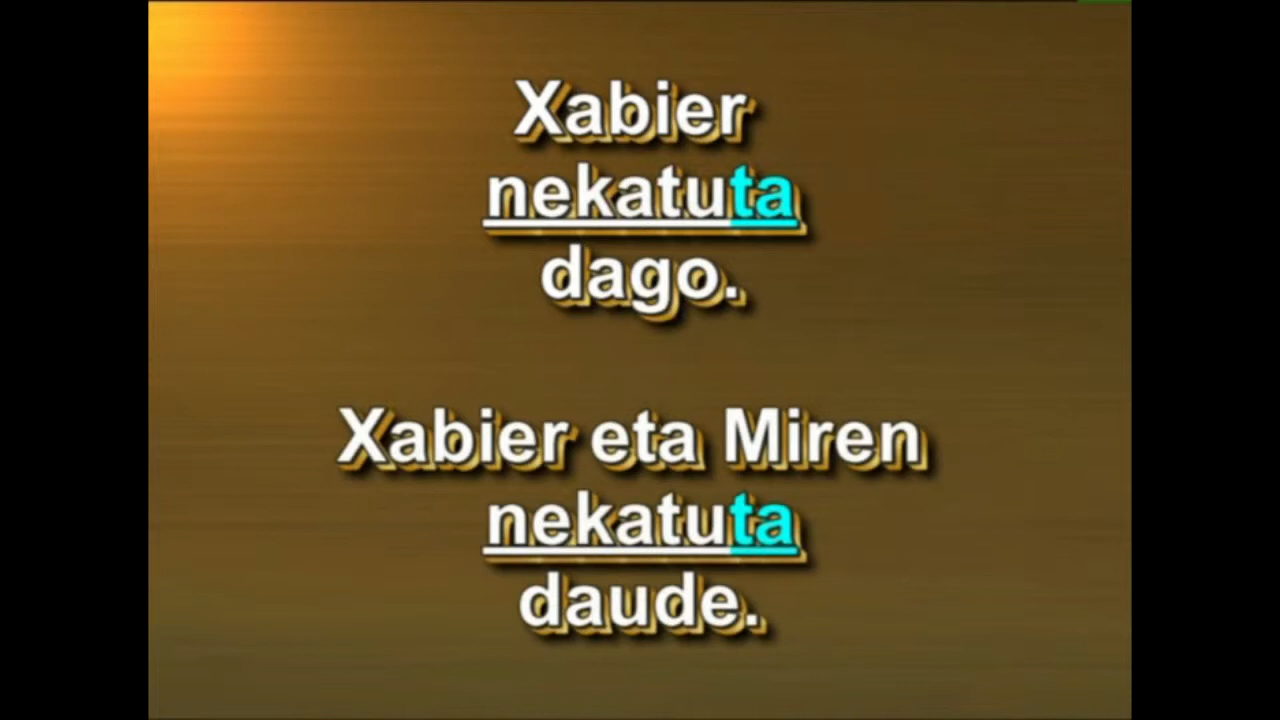 Xabier
nekatuta
dago.
Xabier eta Miren
nekatuta
daude.